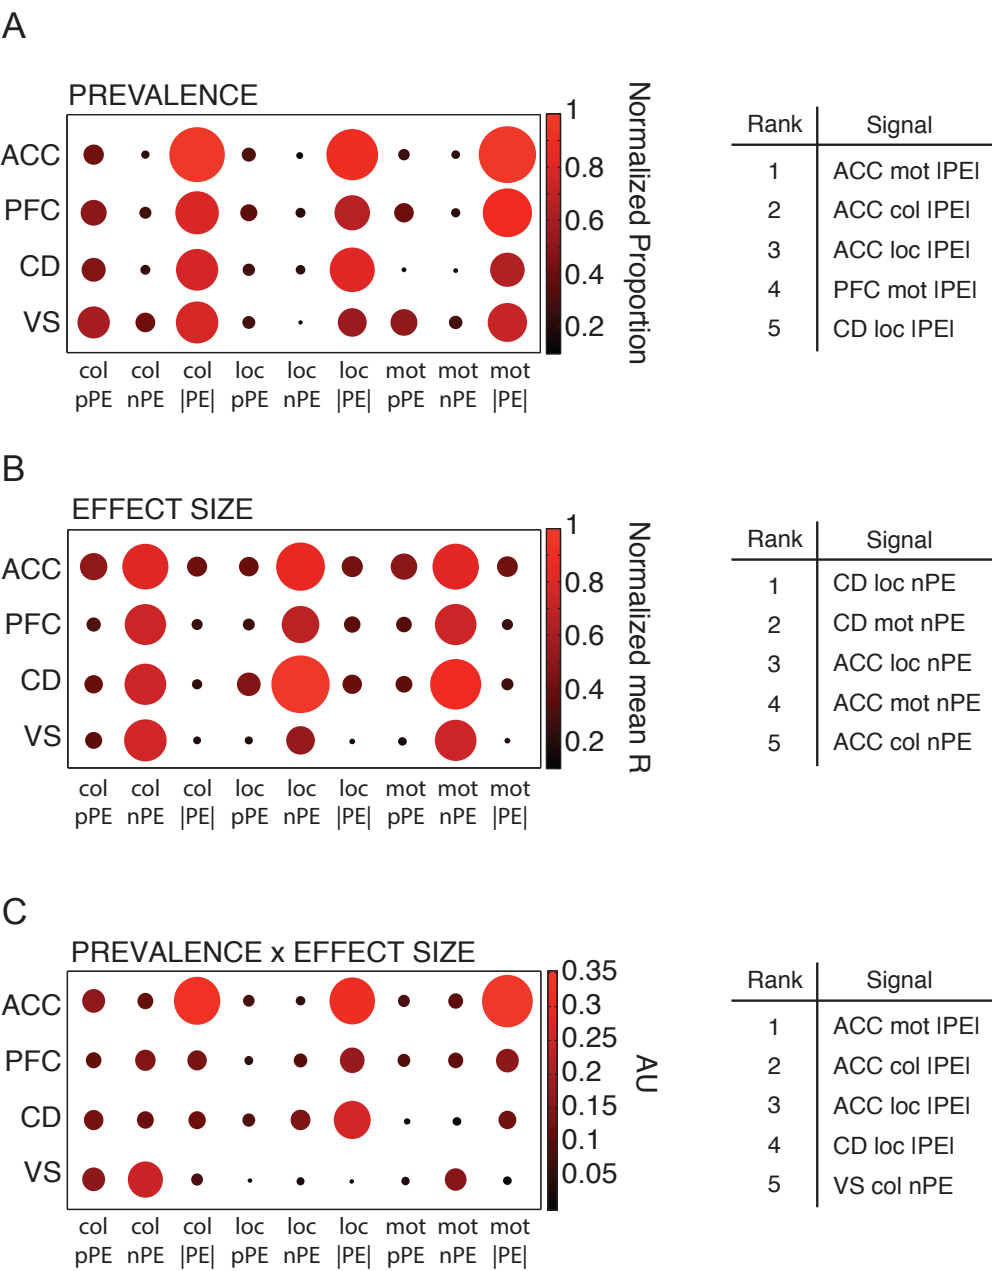 A
PREVALENCE
ACC
PFC
CD
VS
col col col loc loc loc mot mot mot
pPE nPE |PE| pPE nPE |PE| pPE nPE |PE|
1
0.8
0.6
0.4
0.2
Normalized Proportion
Rank Signal
1 ACC mot |PE|
2 ACC col |PE|
3 ACC loc |PE|
4 PFC mot |PE|
5 CD loc |PE|
B
EFFECT SIZE
ACC
PFC
CD
VS
col col col loc loc loc mot mot mot
pPE nPE |PE| pPE nPE |PE| pPE nPE |PE|
1
0.8
0.6
0.4
0.2
Normalized mean R
Rank Signal
1 CD loc nPE
2 CD mot nPE
3 ACC loc nPE
4 ACC mot nPE
5 ACC col nPE
C
PREVALENCE x EFFECT SIZE
ACC
PFC
CD
VS
col col col loc loc loc mot mot mot
pPE nPE |PE| pPE nPE |PE| pPE nPE |PE|
0.35
0.3
0.25
0.2
0.15
0.1
0.05
AU
Rank Signal
1 ACC mot |PE|
2 ACC col |PE|
3 ACC loc |PE|
4 CD loc |PE|
5 VS col nPE